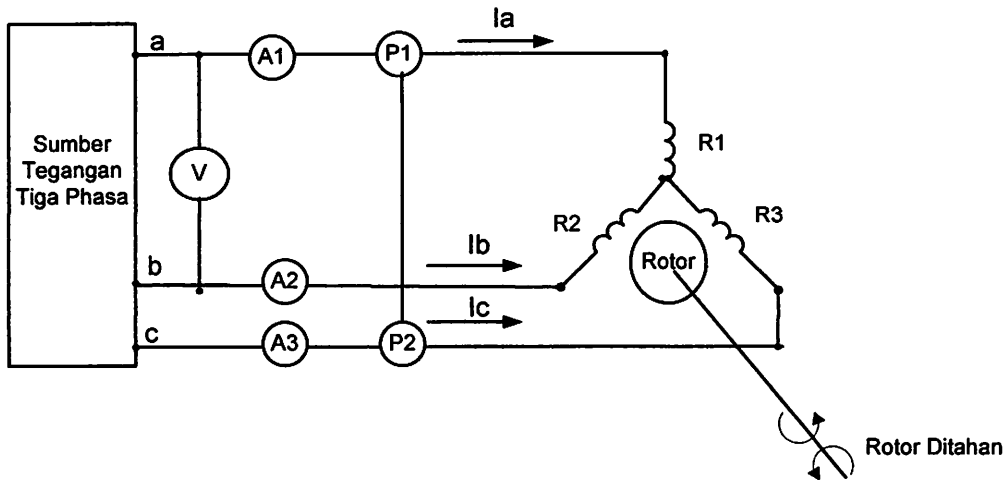 Ia
a
A1
P1
Sumber
Tegangan
Tiga Phasa
V
R1
R2
R3
Rotor
b
A2
Ib
c
A3
P2
Ic
Rotor Ditahan